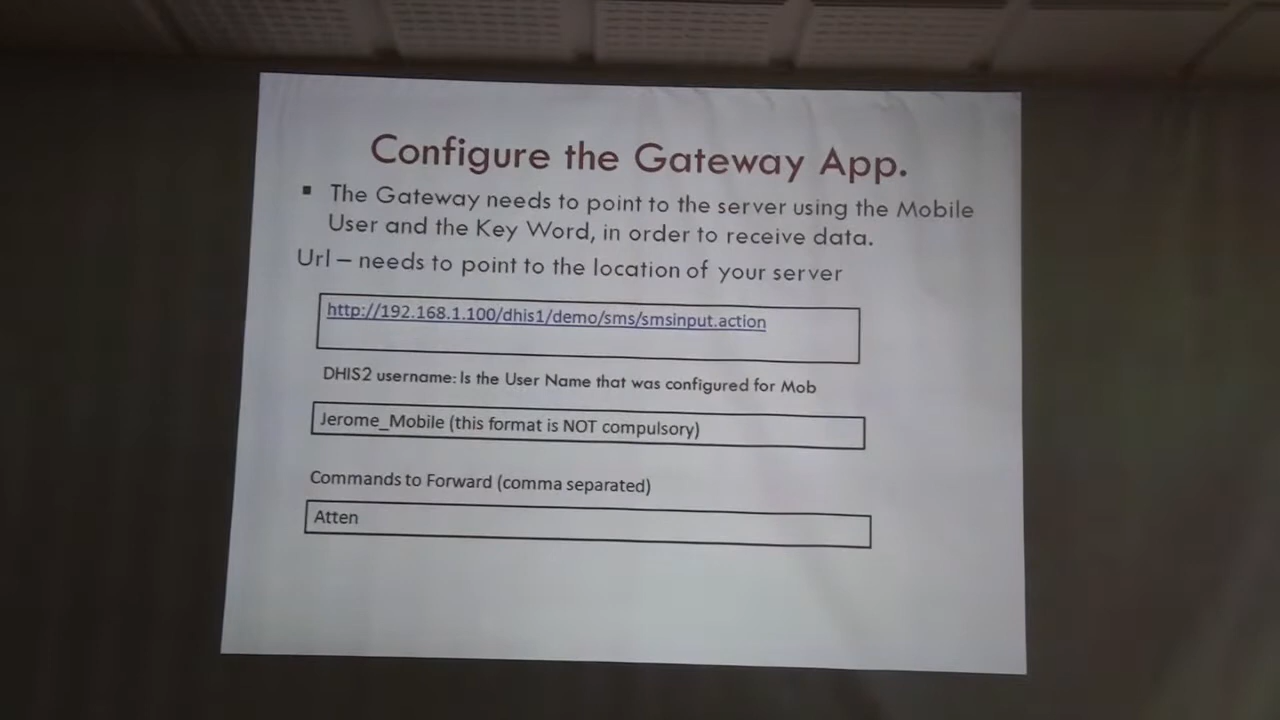 Configure the Gateway App.
▪ The Gateway needs to point to the server using the Mobile
User and the Key Word, in order to receive data.
Url – needs to point to the location of your server
http://192.168.1.100/dhis1/demo/sms/smsinput.action
DHIS2 username: Is the User Name that was configured for Mob
Jerome_Mobile (this format is NOT compulsory)
Commands to Forward (comma separated)
Atten